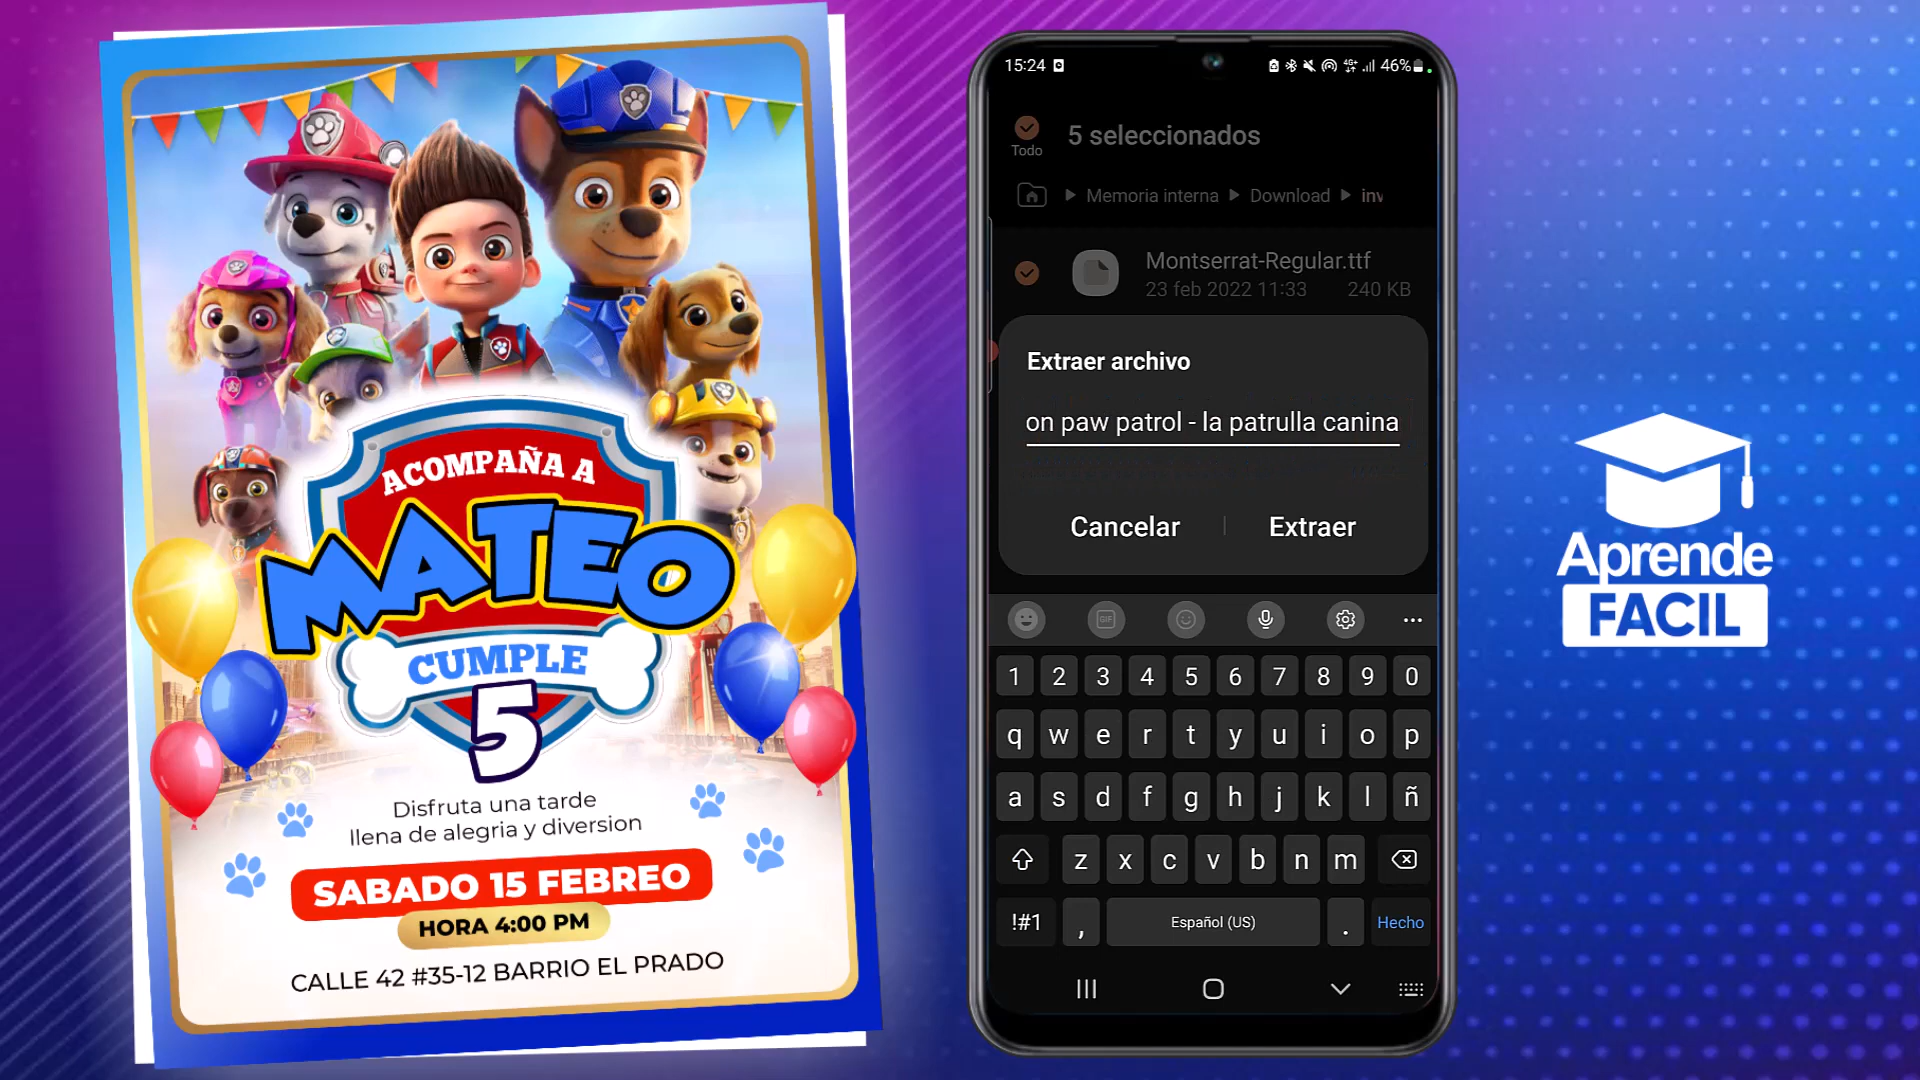 ACOMPAÑA A
MATEO
CUMPLE
5
Disfruta una tarde
llena de alegria y diversion
SABADO 15 FEBREO
HORA 4:00 PM
CALLE 42 #35-12 BARRIO EL PRADO
15:24
46%
Todo
5 seleccionados
Memoria interna
Download
inv
Montserrat-Regular.ttf
23 feb 2022 11:33
240 KB
Extraer archivo
on paw patrol - la patrulla canina
Cancelar
Extraer
GIF
1 2 3 4 5 6 7 8 9 0
q w e r t y u i o p
a s d f g h j k l ñ
z x c v b n m
!#1 , Español (US) . Hecho
Aprende
FACIL